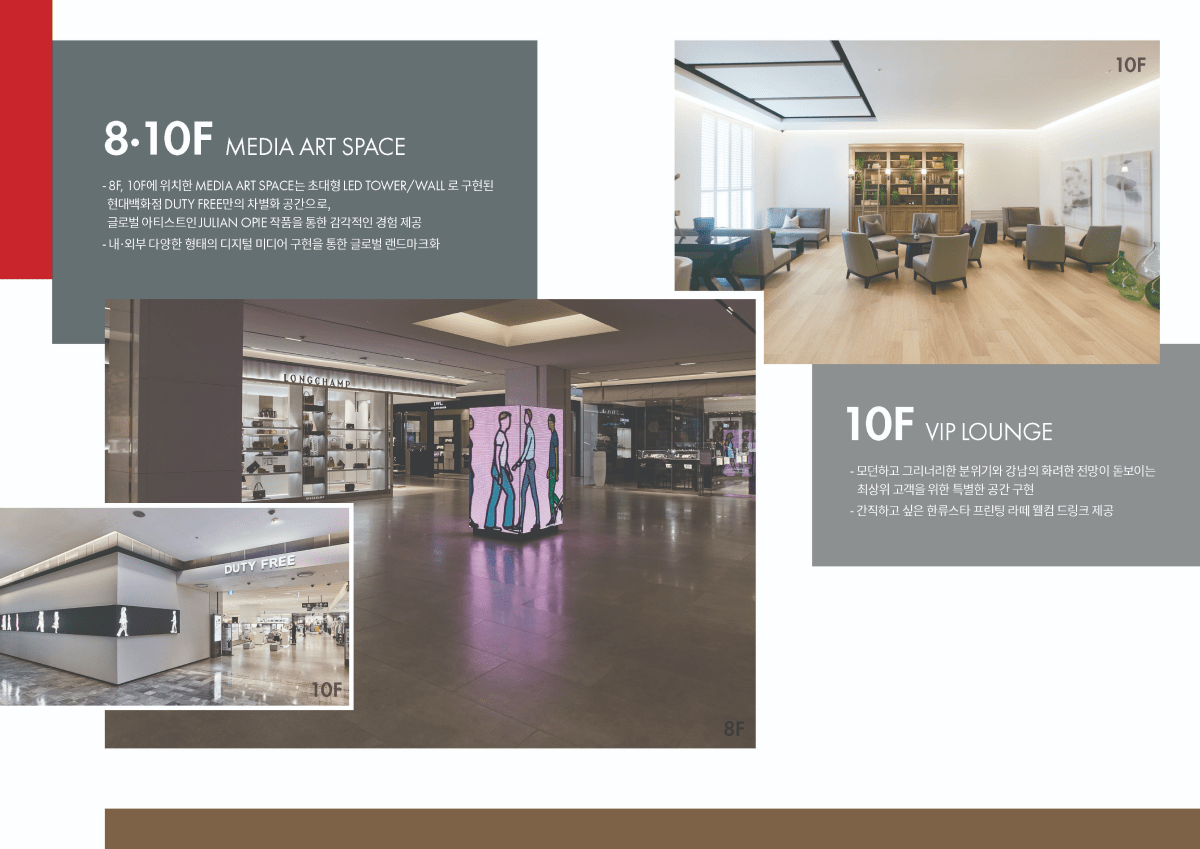 8·10F MEDIA ART SPACE
- 8F, 10F에 위치한 MEDIA ART SPACE는 초대형 LED TOWER/WALL 로 구현된
현대백화점 DUTY FREE만의 차별화 공간으로,
글로벌 아티스트인 JULIAN OPIE 작품을 통한 감각적인 경험 제공
- 내·외부 다양한 형태의 디지털 미디어 구현을 통한 글로벌 랜드마크화
LONGCHAMP
8F
DUTY FREE
10F
10F
10F VIP LOUNGE
- 모던하고 그리너리한 분위기와 강남의 화려한 전망이 돋보이는
최상위 고객을 위한 특별한 공간 구현
- 간직하고 싶은 한류스타 프린팅 라떼 웰컴 드링크 제공